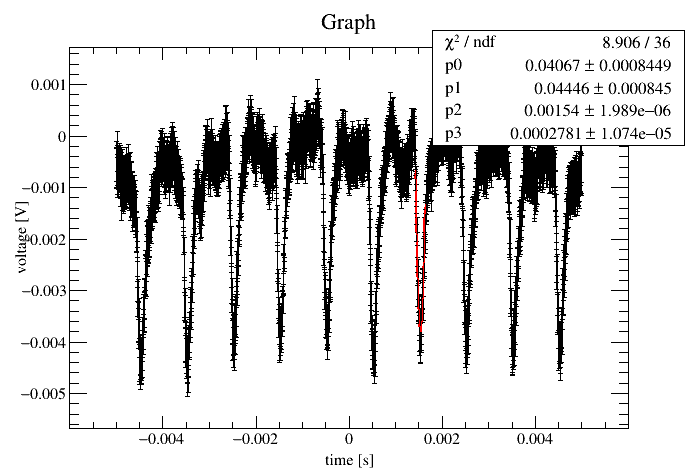 Graph
χ² / ndf 8.906 / 36
p0 0.04067 ± 0.0008449
p1 0.04446 ± 0.000845
p2 0.00154 ± 1.989e−06
p3 0.0002781 ± 1.074e−05
0.001
0
−0.001
−0.002
−0.003
−0.004
−0.005
voltage [V]
−0.004 −0.002 0 0.002 0.004
time [s]